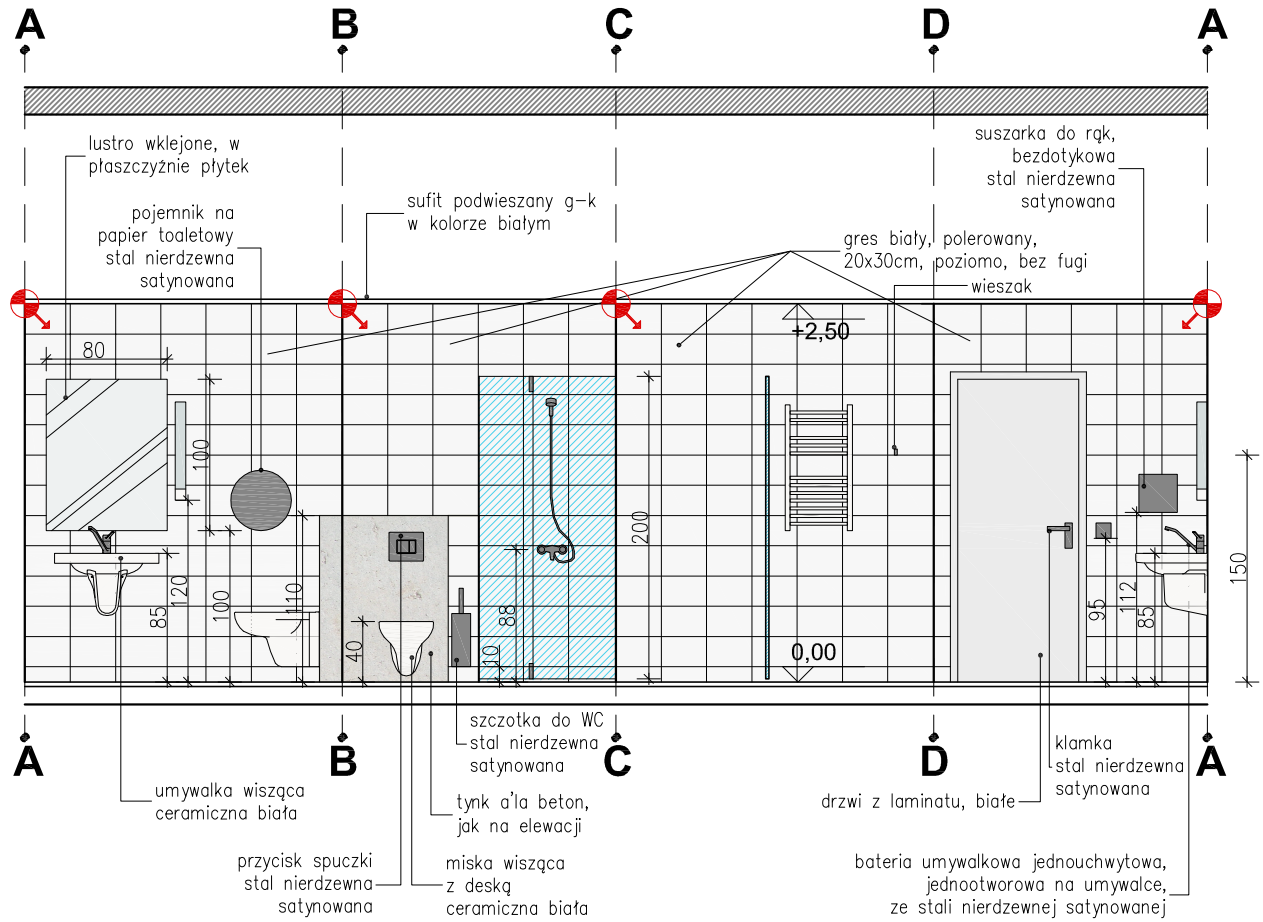 A
B
C
D
A
lustro wklejone, w
płaszczyźnie płytek
pojemnik na
papier toaletowy
stal nierdzewna
satynowana
sufit podwieszany g-k
w kolorze białym
suszarka do rąk,
bezdotykowa
stal nierdzewna
satynowana
gres biały, polerowany,
20x30cm, poziomo, bez fugi
wieszak
+2,50
80
100
200
150
85
120
100
110
40
10
88
0,00
95
112
85
szczotka do WC
stal nierdzewna
satynowana
A
B
C
D
A
klamka
stal nierdzewna
satynowana
umywalka wisząca
ceramiczna biała
tynk a'la beton,
jak na elewacji
drzwi z laminatu, białe
przycisk spuczki
stal nierdzewna
satynowana
miska wisząca
z deską
ceramiczna biała
bateria umywalkowa jednouchwytowa,
jednootworowa na umywalce,
ze stali nierdzewnej satynowanej